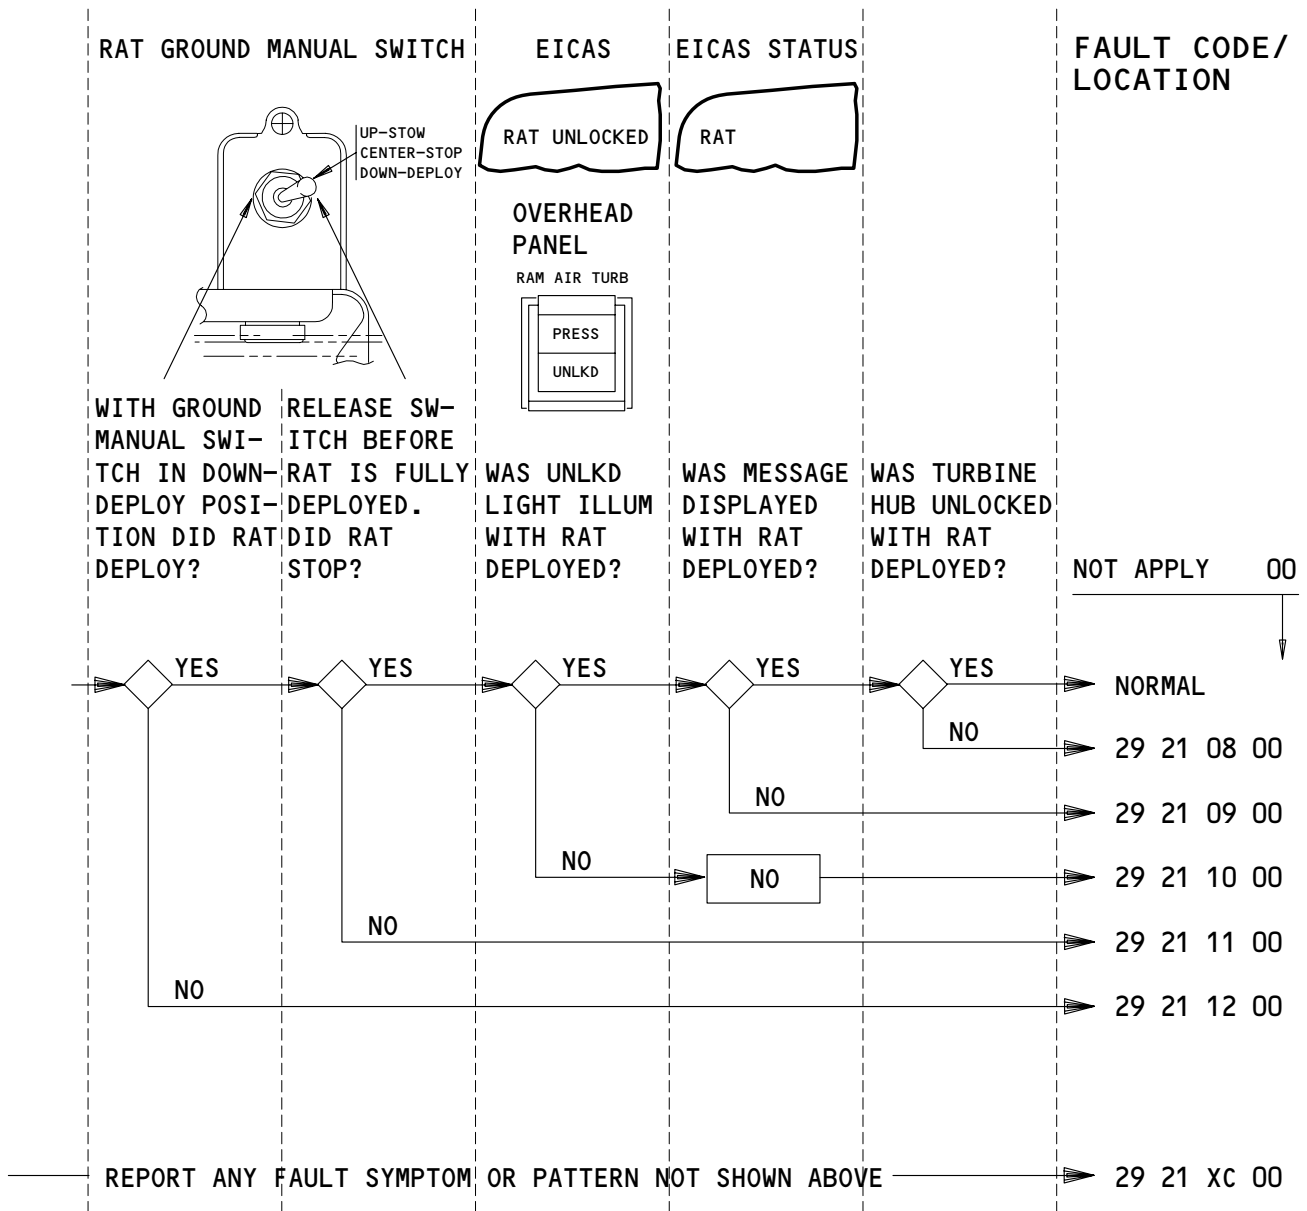 RAT GROUND MANUAL SWITCH
EICAS
EICAS STATUS
FAULT CODE/
LOCATION
UP-STOW
CENTER-STOP
DOWN-DEPLOY
RAT UNLOCKED
RAT
OVERHEAD
PANEL
RAM AIR TURB
PRESS
UNLKD
WITH GROUND
MANUAL SWI-
TCH IN DOWN-
DEPLOY POSI-
TION DID RAT
DEPLOY?
RELEASE SW-
ITCH BEFORE
RAT IS FULLY
DEPLOYED.
DID RAT
STOP?
WAS UNLKD
LIGHT ILLUM
WITH RAT
DEPLOYED?
WAS MESSAGE
DISPLAYED
WITH RAT
DEPLOYED?
WAS TURBINE
HUB UNLOCKED
WITH RAT
DEPLOYED?
NOT APPLY 00
YES
YES
YES
YES
YES
NORMAL
NO
29 21 08 00
NO
29 21 09 00
NO
NO
29 21 10 00
NO
29 21 11 00
NO
29 21 12 00
REPORT ANY FAULT SYMPTOM OR PATTERN NOT SHOWN ABOVE
29 21 XC 00